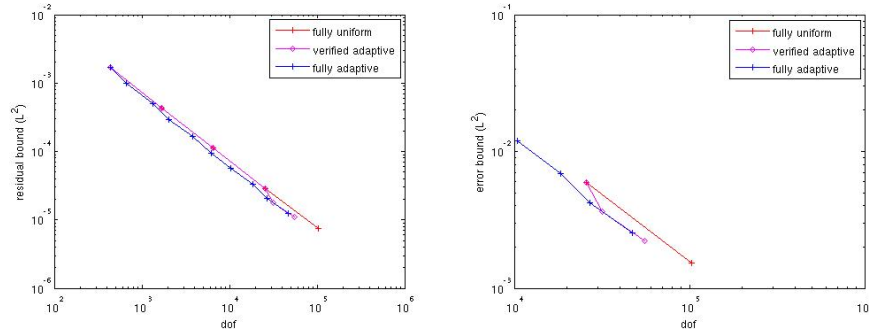 10^-2
10^-3
10^-4
10^-5
10^-6
residual bound (L^2)
fully uniform
verified adaptive
fully adaptive
10^2
10^3
10^4
10^5
10^6
dof
10^-1
10^-2
10^-3
error bound (L^2)
fully uniform
verified adaptive
fully adaptive
10^4
10^5
10
dof